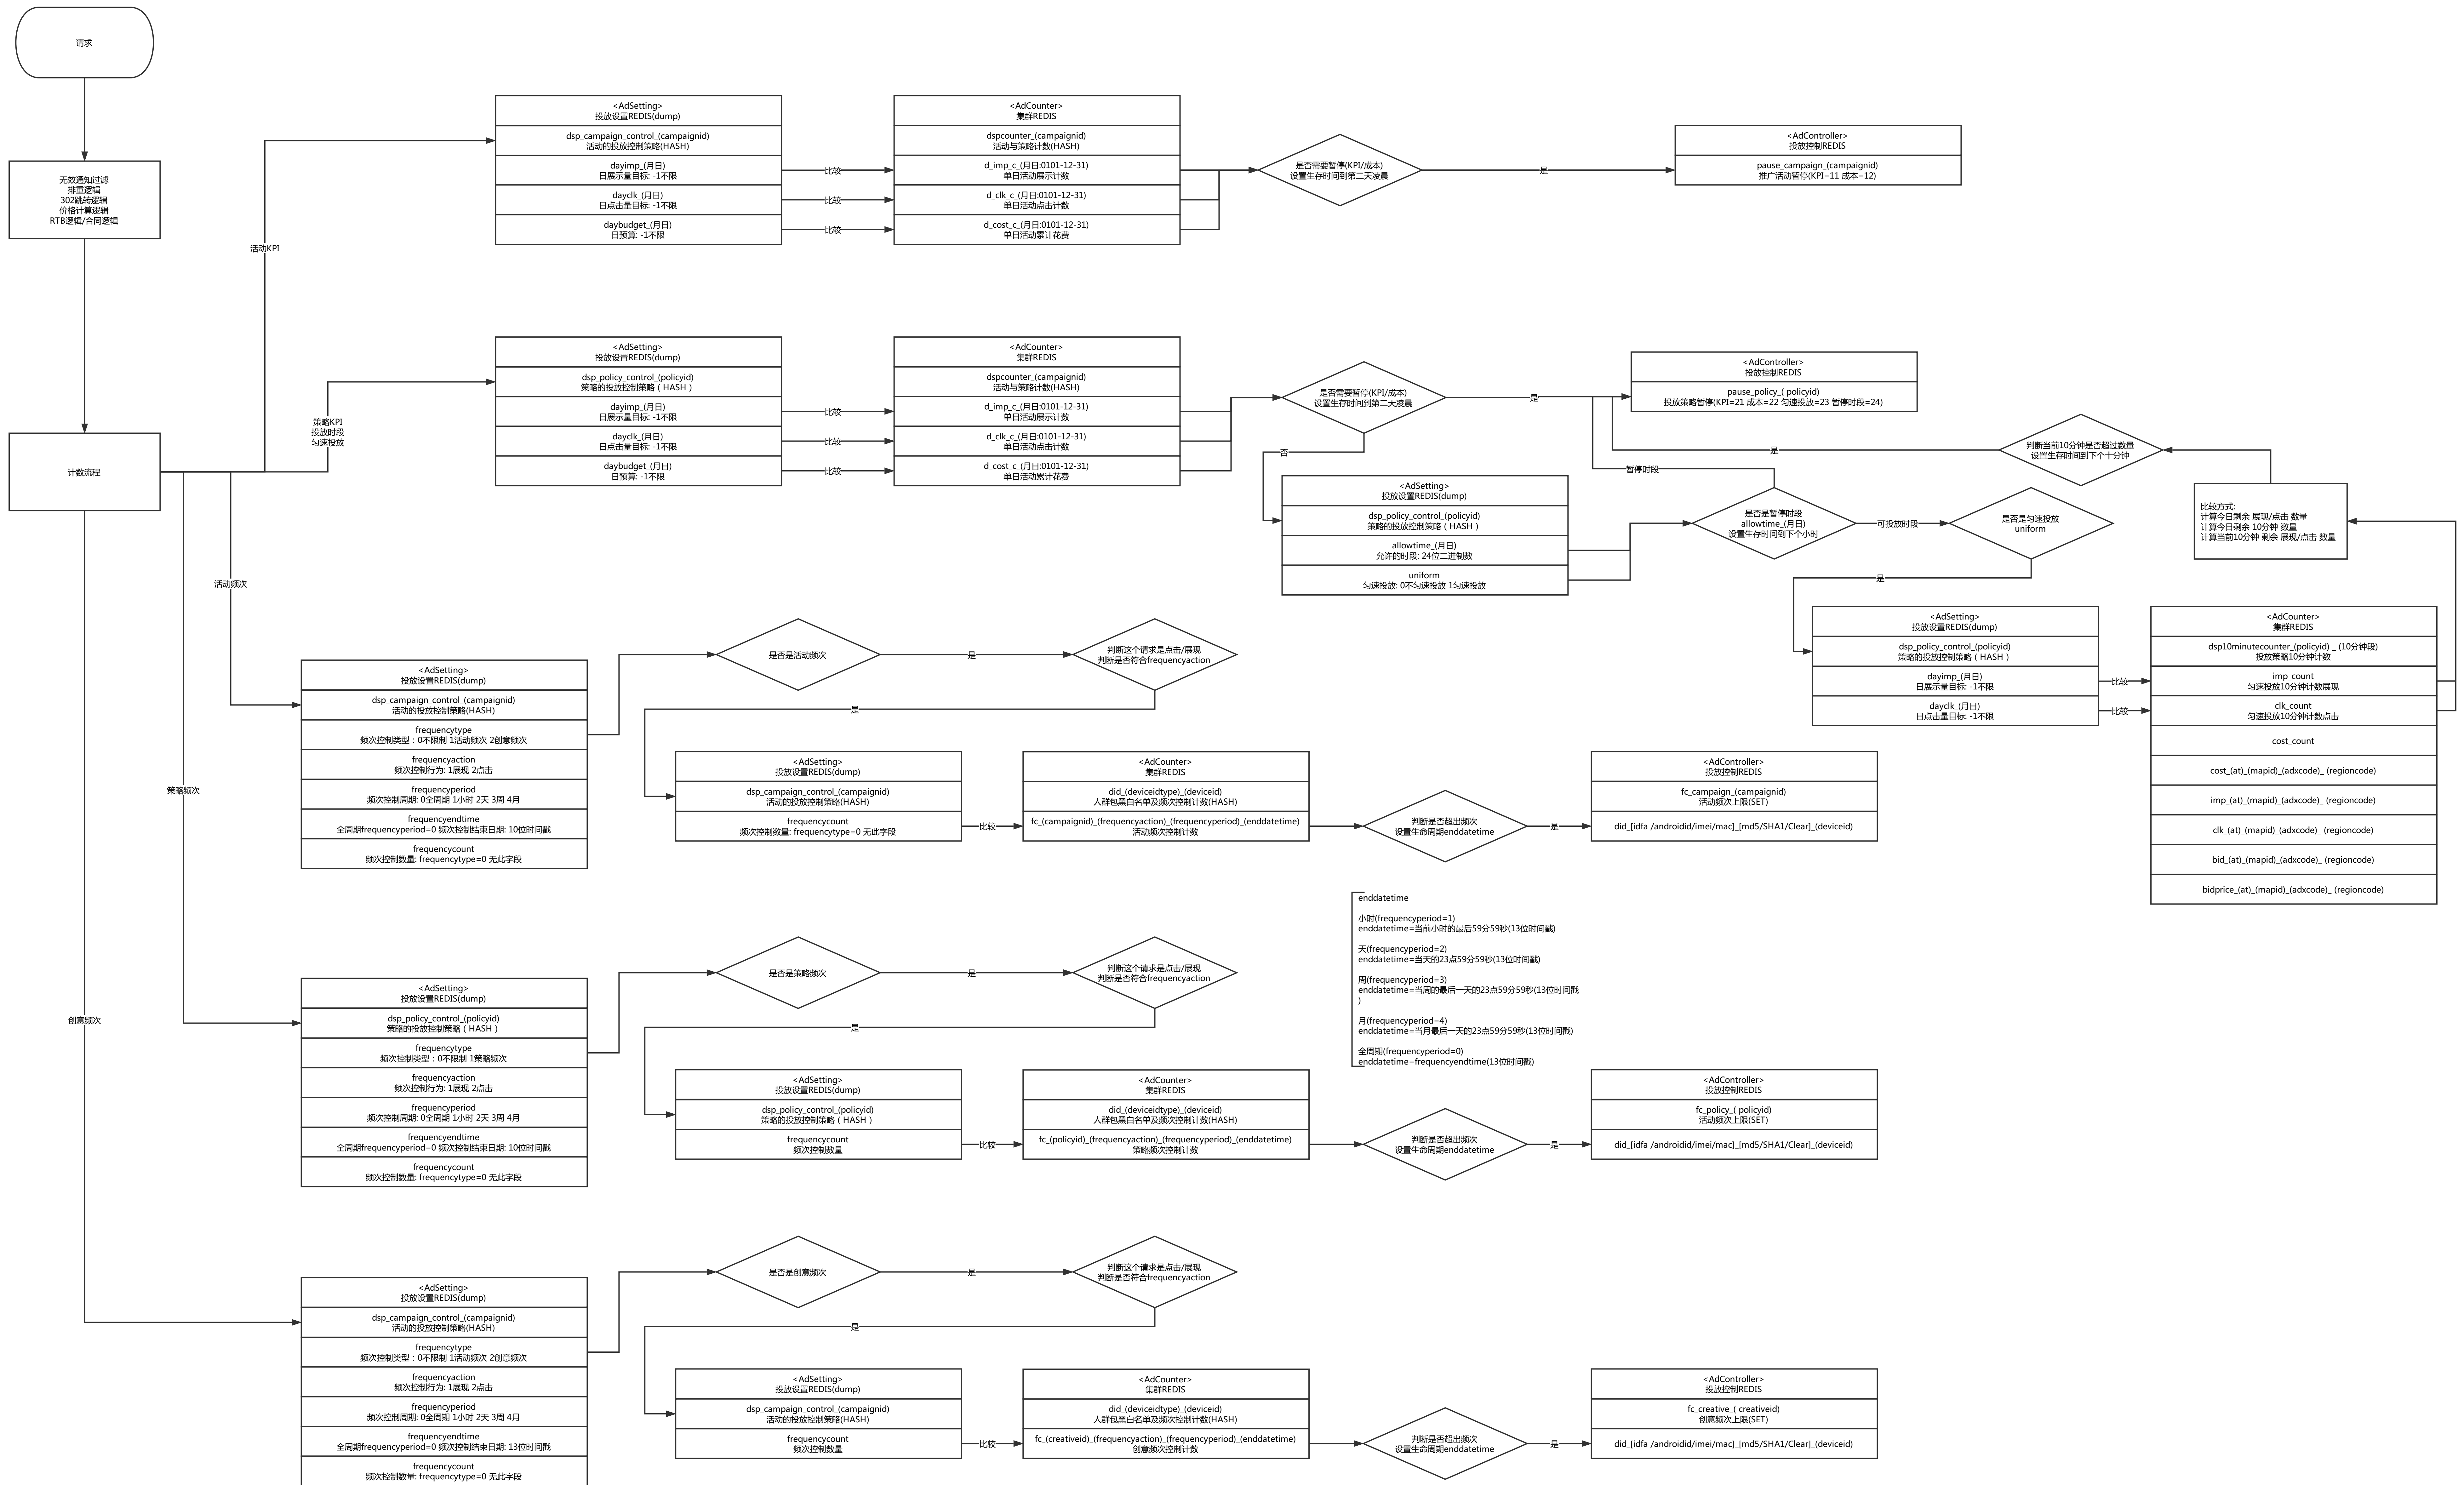 请求
无效通知过滤
排重逻辑
302跳转逻辑
价格计算逻辑
RTB逻辑/合同逻辑
计数流程
活动KPI
<AdSetting>
投放设置REDIS(dump)
dsp_campaign_control_(campaignid)
活动的投放控制策略(HASH)
dayimp_(月日)
日展示量目标: -1不限
dayclk_(月日)
日点击量目标: -1不限
daybudget_(月日)
日预算: -1不限
比较
比较
比较
<AdCounter>
集群REDIS
dspcounter_(campaignid)
活动与策略计数(HASH)
d_imp_c_(月日:0101-12-31)
单日活动展示计数
d_clk_c_(月日:0101-12-31)
单日活动点击计数
d_cost_c_(月日:0101-12-31)
单日活动累计花费
是否需要暂停(KPI/成本)
设置生存时间到第二天凌晨
是
<AdController>
投放控制REDIS
pause_campaign_(campaignid)
推广活动暂停(KPI=11 成本=12)
策略KPI
投放时段
匀速投放
<AdSetting>
投放设置REDIS(dump)
dsp_policy_control_(policyid)
策略的投放控制策略 ( HASH )
dayimp_(月日)
日展示量目标: -1不限
dayclk_(月日)
日点击量目标: -1不限
daybudget_(月日)
日预算: -1不限
比较
比较
比较
<AdCounter>
集群REDIS
dspcounter_(campaignid)
活动与策略计数(HASH)
d_imp_c_(月日:0101-12-31)
单日活动展示计数
d_clk_c_(月日:0101-12-31)
单日活动点击计数
d_cost_c_(月日:0101-12-31)
单日活动累计花费
是否需要暂停(KPI/成本)
设置生存时间到第二天凌晨
是
<AdController>
投放控制REDIS
pause_policy_( policyid)
投放策略暂停(KPI=21 成本=22 匀速投放=23 暂停时段=24)
否
<AdSetting>
投放设置REDIS(dump)
dsp_policy_control_(policyid)
策略的投放控制策略 ( HASH )
allowtime_(月日)
允许的时段: 24位二进制数
uniform
匀速投放: 0不匀速投放 1匀速投放
暂停时段
是否是暂停时段
allowtime_(月日)
设置生存时间到下个小时
可投放时段
是否是匀速投放
uniform
是
判断当前10分钟是否超过数量
设置生存时间到下个十分钟
是
比较方式:
计算今日剩余 展现/点击 数量
计算今日剩余 10分钟 数量
计算当前10分钟 剩余 展现/点击 数量
<AdSetting>
投放设置REDIS(dump)
dsp_policy_control_(policyid)
策略的投放控制策略 ( HASH )
dayimp_(月日)
日展示量目标: -1不限
dayclk_(月日)
日点击量目标: -1不限
比较
比较
<AdCounter>
集群REDIS
dsp10minutecounter_(policyid) _ (10分钟段)
投放策略10分钟计数
imp_count
匀速投放10分钟计数展现
clk_count
匀速投放10分钟计数点击
cost_count
cost_(at)_(mapid)_(adxcode)_ (regioncode)
imp_(at)_(mapid)_(adxcode)_ (regioncode)
clk_(at)_(mapid)_(adxcode)_ (regioncode)
bid_(at)_(mapid)_(adxcode)_ (regioncode)
bidprice_(at)_(mapid)_(adxcode)_ (regioncode)
活动频次
<AdSetting>
投放设置REDIS(dump)
dsp_campaign_control_(campaignid)
活动的投放控制策略(HASH)
frequencytype
频次控制类型 : 0不限制 1活动频次 2创意频次
frequencyaction
频次控制行为: 1展现 2点击
frequencyperiod
频次控制周期: 0全周期 1小时 2天 3周 4月
frequencyendtime
全周期frequencyperiod=0 频次控制结束日期: 10位时间戳
frequencycount
频次控制数量: frequencytype=0 无此字段
是否是活动频次
是
判断这个请求是点击/展现
判断是否符合frequencyaction
是
<AdSetting>
投放设置REDIS(dump)
dsp_campaign_control_(campaignid)
活动的投放控制策略(HASH)
frequencycount
频次控制数量: frequencytype=0 无此字段
比较
<AdCounter>
集群REDIS
did_(deviceidtype)_(deviceid)
人群包黑白名单及频次控制计数(HASH)
fc_(campaignid)_(frequencyaction)_(frequencyperiod)_(enddatetime)
活动频次控制计数
判断是否超出频次
设置生命周期enddatetime
是
<AdController>
投放控制REDIS
fc_campaign_(campaignid)
活动频次上限(SET)
did_[idfa /androidid/imei/mac]_[md5/SHA1/Clear]_(deviceid)
enddatetime
小时(frequencyperiod=1)
enddatetime=当前小时的最后59分59秒(13位时间戳)
天(frequencyperiod=2)
enddatetime=当天的23点59分59秒(13位时间戳)
周(frequencyperiod=3)
enddatetime=当周的最后一天的23点59分59秒(13位时间戳
)
月(frequencyperiod=4)
enddatetime=当月最后一天的23点59分59秒(13位时间戳)
全周期(frequencyperiod=0)
enddatetime=frequencyendtime(13位时间戳)
策略频次
<AdSetting>
投放设置REDIS(dump)
dsp_policy_control_(policyid)
策略的投放控制策略 ( HASH )
frequencytype
频次控制类型 : 0不限制 1策略频次
frequencyaction
频次控制行为: 1展现 2点击
frequencyperiod
频次控制周期: 0全周期 1小时 2天 3周 4月
frequencyendtime
全周期frequencyperiod=0 频次控制结束日期: 10位时间戳
frequencycount
频次控制数量: frequencytype=0 无此字段
是否是策略频次
是
判断这个请求是点击/展现
判断是否符合frequencyaction
是
<AdSetting>
投放设置REDIS(dump)
dsp_policy_control_(policyid)
策略的投放控制策略 ( HASH )
frequencycount
频次控制数量
比较
<AdCounter>
集群REDIS
did_(deviceidtype)_(deviceid)
人群包黑白名单及频次控制计数(HASH)
fc_(policyid)_(frequencyaction)_(frequencyperiod)_(enddatetime)
策略频次控制计数
判断是否超出频次
设置生命周期enddatetime
是
<AdController>
投放控制REDIS
fc_policy_( policyid)
活动频次上限(SET)
did_[idfa /androidid/imei/mac]_[md5/SHA1/Clear]_(deviceid)
创意频次
<AdSetting>
投放设置REDIS(dump)
dsp_campaign_control_(campaignid)
活动的投放控制策略(HASH)
frequencytype
频次控制类型 : 0不限制 1活动频次 2创意频次
frequencyaction
频次控制行为: 1展现 2点击
frequencyperiod
频次控制周期: 0全周期 1小时 2天 3周 4月
frequencyendtime
全周期frequencyperiod=0 频次控制结束日期: 13位时间戳
frequencycount
频次控制数量: frequencytype=0 无此字段
是否是创意频次
是
判断这个请求是点击/展现
判断是否符合frequencyaction
是
<AdSetting>
投放设置REDIS(dump)
dsp_campaign_control_(campaignid)
活动的投放控制策略(HASH)
frequencycount
频次控制数量
比较
<AdCounter>
集群REDIS
did_(deviceidtype)_(deviceid)
人群包黑白名单及频次控制计数(HASH)
fc_(creativeid)_(frequencyaction)_(frequencyperiod)_(enddatetime)
创意频次控制计数
判断是否超出频次
设置生命周期enddatetime
是
<AdController>
投放控制REDIS
fc_creative_( creativeid)
创意频次上限(SET)
did_[idfa /androidid/imei/mac]_[md5/SHA1/Clear]_(deviceid)